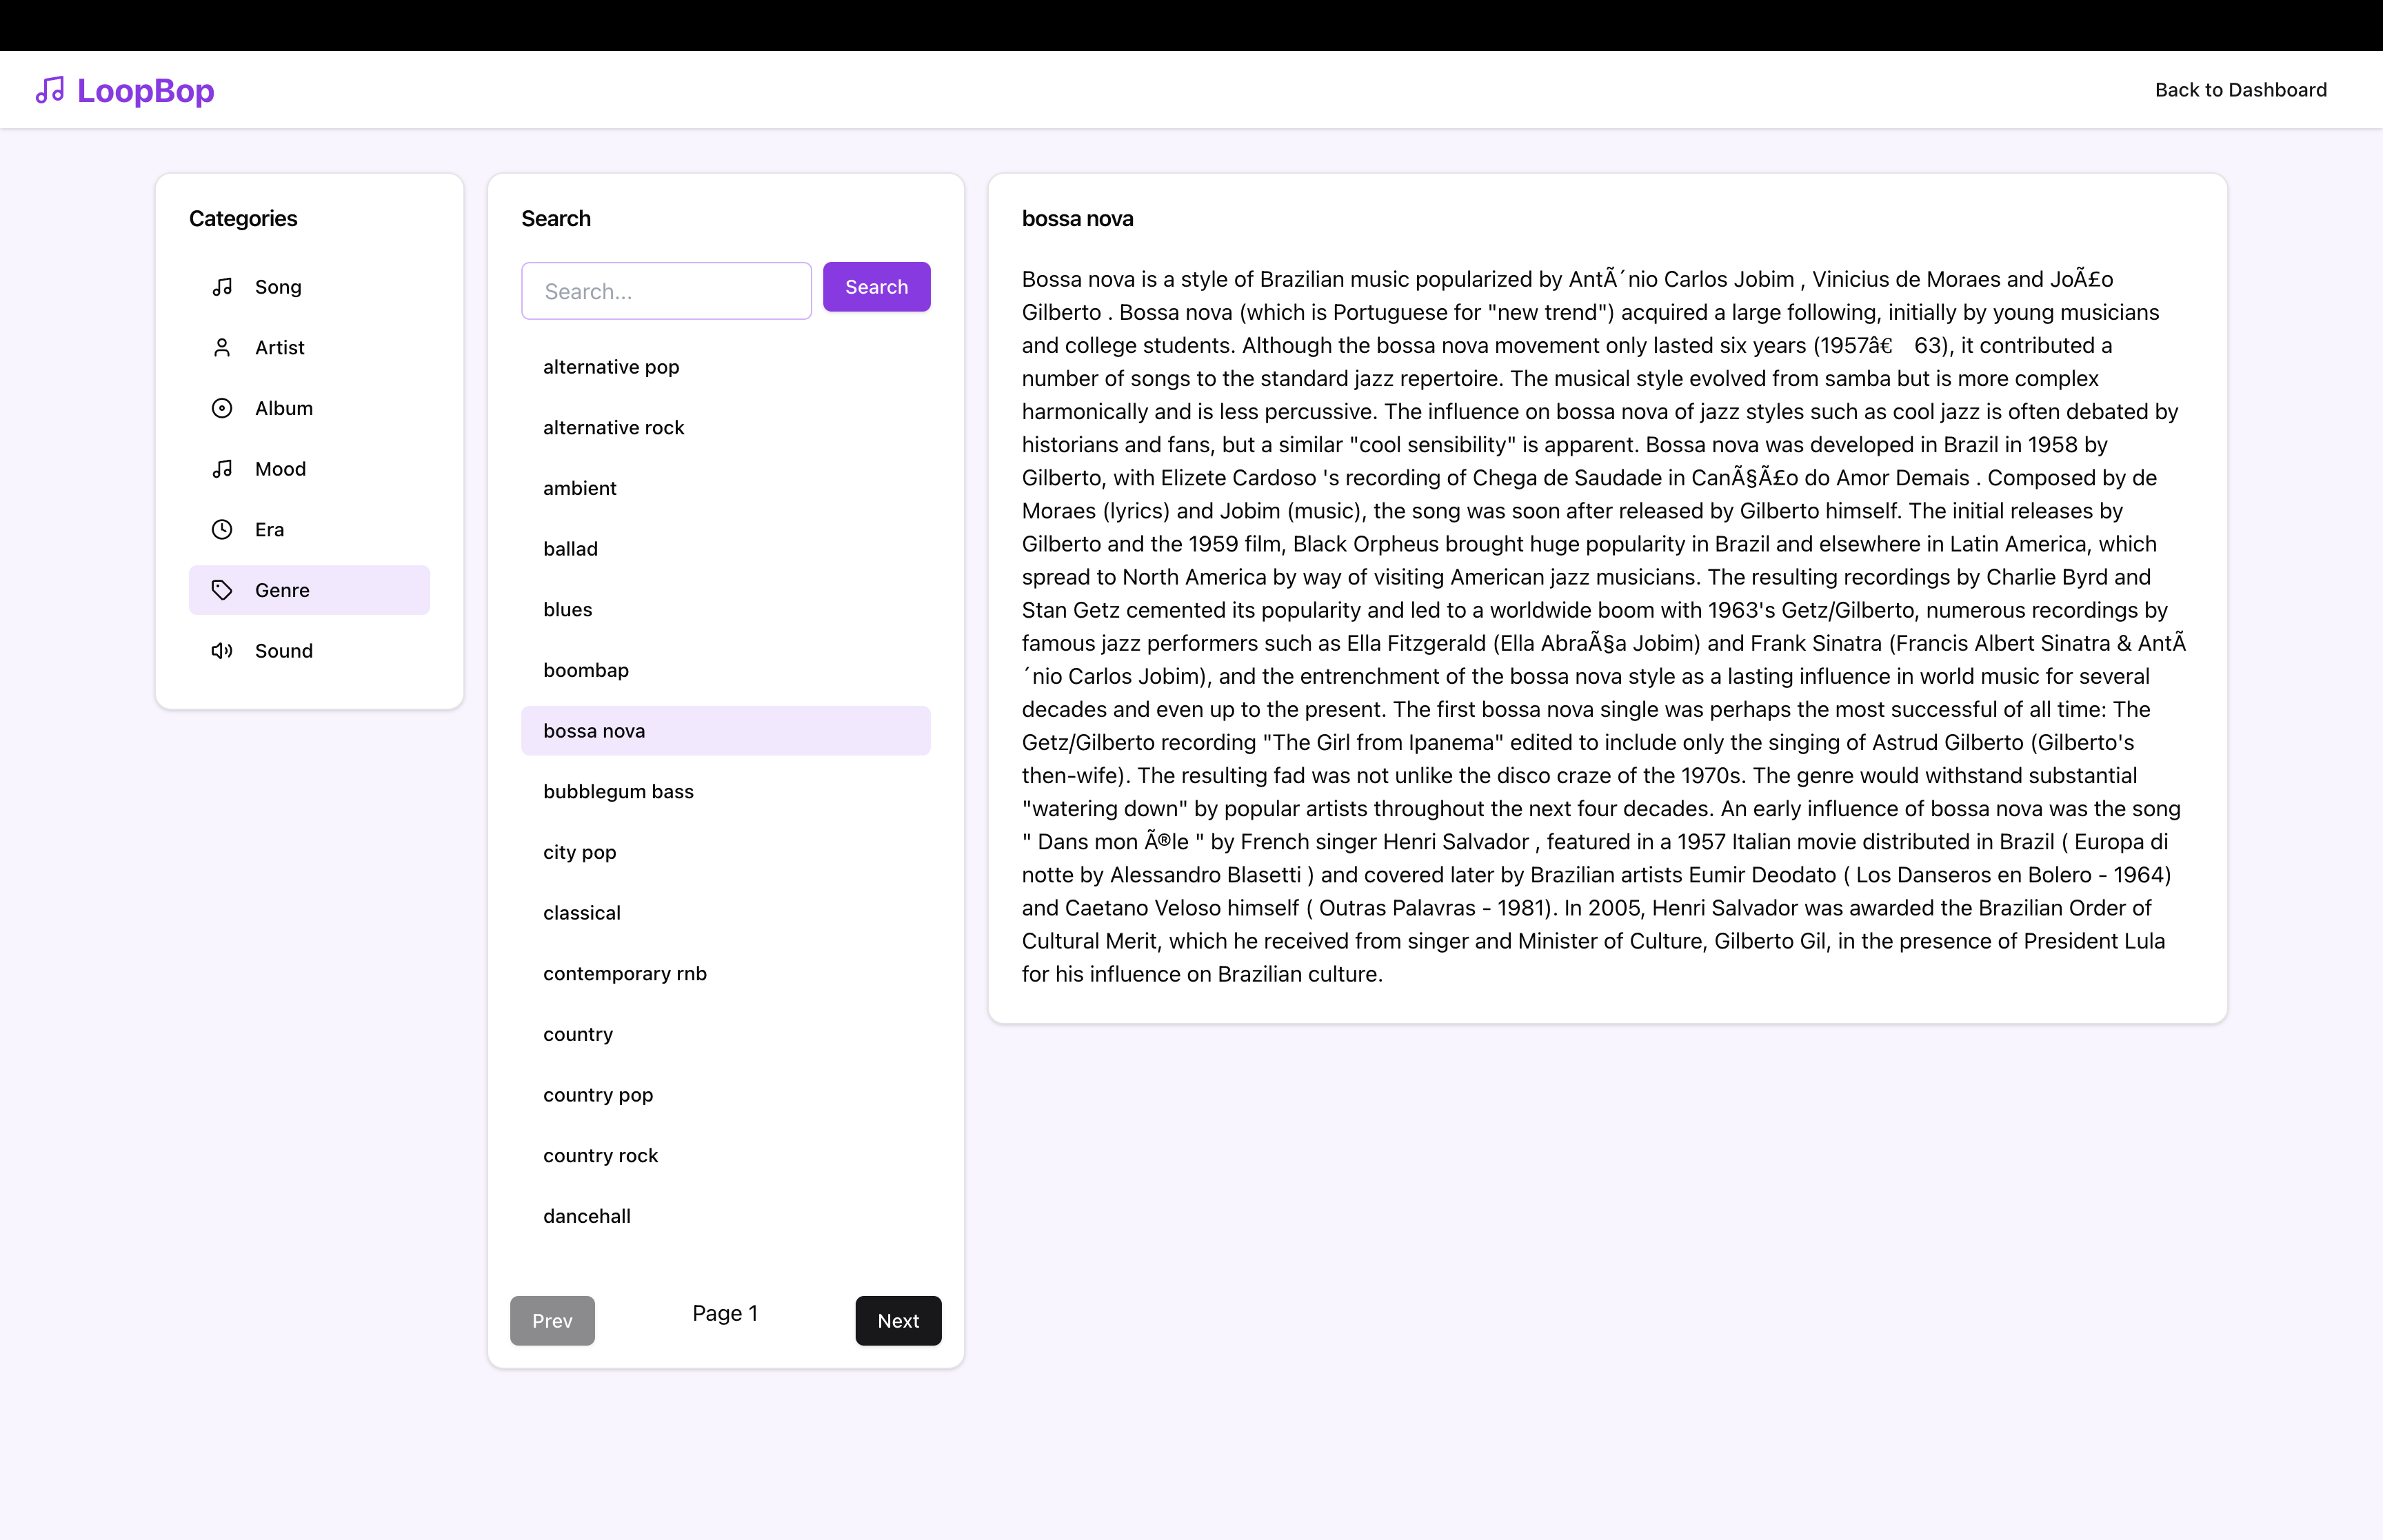 LoopBop
Back to Dashboard
Categories
Song
Artist
Album
Mood
Era
Genre
Sound
Search
Search...
Search
alternative pop
alternative rock
ambient
ballad
blues
boombap
bossa nova
bubblegum bass
city pop
classical
contemporary rnb
country
country pop
country rock
dancehall
Prev
Page 1
Next
bossa nova
Bossa nova is a style of Brazilian music popularized by AntÃ´nio Carlos Jobim , Vinicius de Moraes and JoÃ£o
Gilberto . Bossa nova (which is Portuguese for "new trend") acquired a large following, initially by young musicians
and college students. Although the bossa nova movement only lasted six years (1957â€ 63), it contributed a
number of songs to the standard jazz repertoire. The musical style evolved from samba but is more complex
harmonically and is less percussive. The influence on bossa nova of jazz styles such as cool jazz is often debated by
historians and fans, but a similar "cool sensibility" is apparent. Bossa nova was developed in Brazil in 1958 by
Gilberto, with Elizete Cardoso 's recording of Chega de Saudade in CanÃ§Ã£o do Amor Demais . Composed by de
Moraes (lyrics) and Jobim (music), the song was soon after released by Gilberto himself. The initial releases by
Gilberto and the 1959 film, Black Orpheus brought huge popularity in Brazil and elsewhere in Latin America, which
spread to North America by way of visiting American jazz musicians. The resulting recordings by Charlie Byrd and
Stan Getz cemented its popularity and led to a worldwide boom with 1963's Getz/Gilberto, numerous recordings by
famous jazz performers such as Ella Fitzgerald (Ella AbraÃ§a Jobim) and Frank Sinatra (Francis Albert Sinatra & AntÃ
´nio Carlos Jobim), and the entrenchment of the bossa nova style as a lasting influence in world music for several
decades and even up to the present. The first bossa nova single was perhaps the most successful of all time: The
Getz/Gilberto recording "The Girl from Ipanema" edited to include only the singing of Astrud Gilberto (Gilberto's
then-wife). The resulting fad was not unlike the disco craze of the 1970s. The genre would withstand substantial
"watering down" by popular artists throughout the next four decades. An early influence of bossa nova was the song
" Dans mon Ã®le " by French singer Henri Salvador , featured in a 1957 Italian movie distributed in Brazil ( Europa di
notte by Alessandro Blasetti ) and covered later by Brazilian artists Eumir Deodato ( Los Danseros en Bolero - 1964)
and Caetano Veloso himself ( Outras Palavras - 1981). In 2005, Henri Salvador was awarded the Brazilian Order of
Cultural Merit, which he received from singer and Minister of Culture, Gilberto Gil, in the presence of President Lula
for his influence on Brazilian culture.